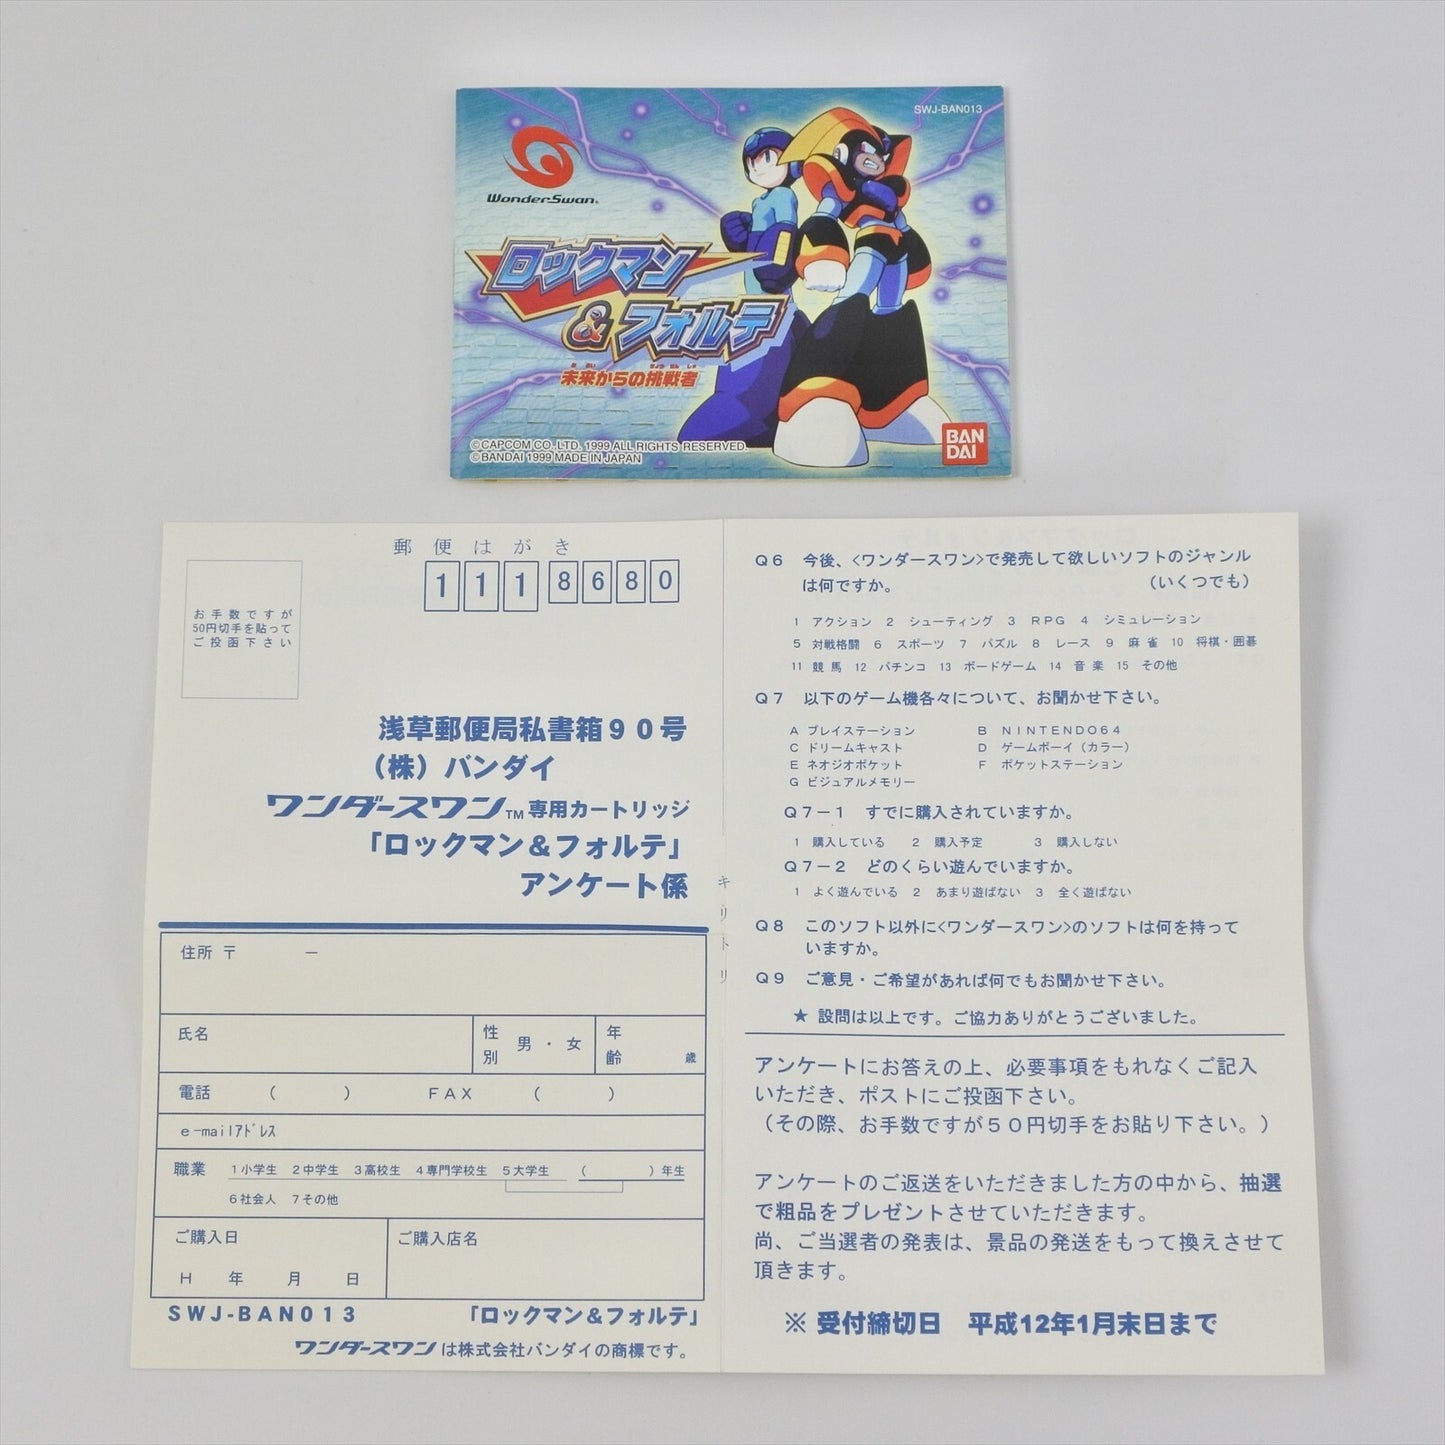 SWJ-BAN013
WonderSwan®
ロックマン
&フォルテ
み らい ちょう せん しゃ
未来からの挑戦者
©CAPCOM CO., LTD. 1999 ALL RIGHTS RESERVED.
©BANDAI 1999 MADE IN JAPAN
BAN
DAI
郵便はがき
111 8680
お手数ですが
50円切手を貼って
ご投函下さい
浅草郵便局私書箱90号
(株)バンダイ
ワンダースワン™専用カートリッジ
「ロックマン&フォルテ」
アンケート係
住所 〒 －
氏名
性別 男・女
年齢 歳
電話 ( ) FAX ( )
e-mailアドレス
職業 1小学生 2中学生 3高校生 4専門学校生 5大学生 ( )年生
6社会人 7その他
ご購入日
H 年 月 日
ご購入店名
SWJ-BAN013 「ロックマン&フォルテ」
ワンダースワンは株式会社バンダイの商標です。
キリトリ
Q6 今後、<ワンダースワン>で発売して欲しいソフトのジャンル
は何ですか。 (いくつでも)
1 アクション 2 シューティング 3 RPG 4 シミュレーション
5 対戦格闘 6 スポーツ 7 パズル 8 レース 9 麻雀 10 将棋・囲碁
11 競馬 12 パチンコ 13 ボードゲーム 14 音楽 15 その他
Q7 以下のゲーム機各々について、お聞かせ下さい。
A プレイステーション B NINTENDO64
C ドリームキャスト D ゲームボーイ(カラー)
E ネオジオポケット F ポケットステーション
G ビジュアルメモリー
Q7-1 すでに購入されていますか。
1 購入している 2 購入予定 3 購入しない
Q7-2 どのくらい遊んでいますか。
1 よく遊んでいる 2 あまり遊ばない 3 全く遊ばない
Q8 このソフト以外に<ワンダースワン>のソフトは何を持って
いますか。
Q9 ご意見・ご希望があれば何でもお聞かせ下さい。
★ 設問は以上です。ご協力ありがとうございました。
アンケートにお答えの上、必要事項をもれなくご記入
いただき、ポストにご投函下さい。
(その際、お手数ですが50円切手をお貼り下さい。)
アンケートのご返送をいただきました方の中から、抽選
で粗品をプレゼントさせていただきます。
尚、ご当選者の発表は、景品の発送をもって換えさせて
頂きます。
※ 受付締切日 平成12年1月末日まで